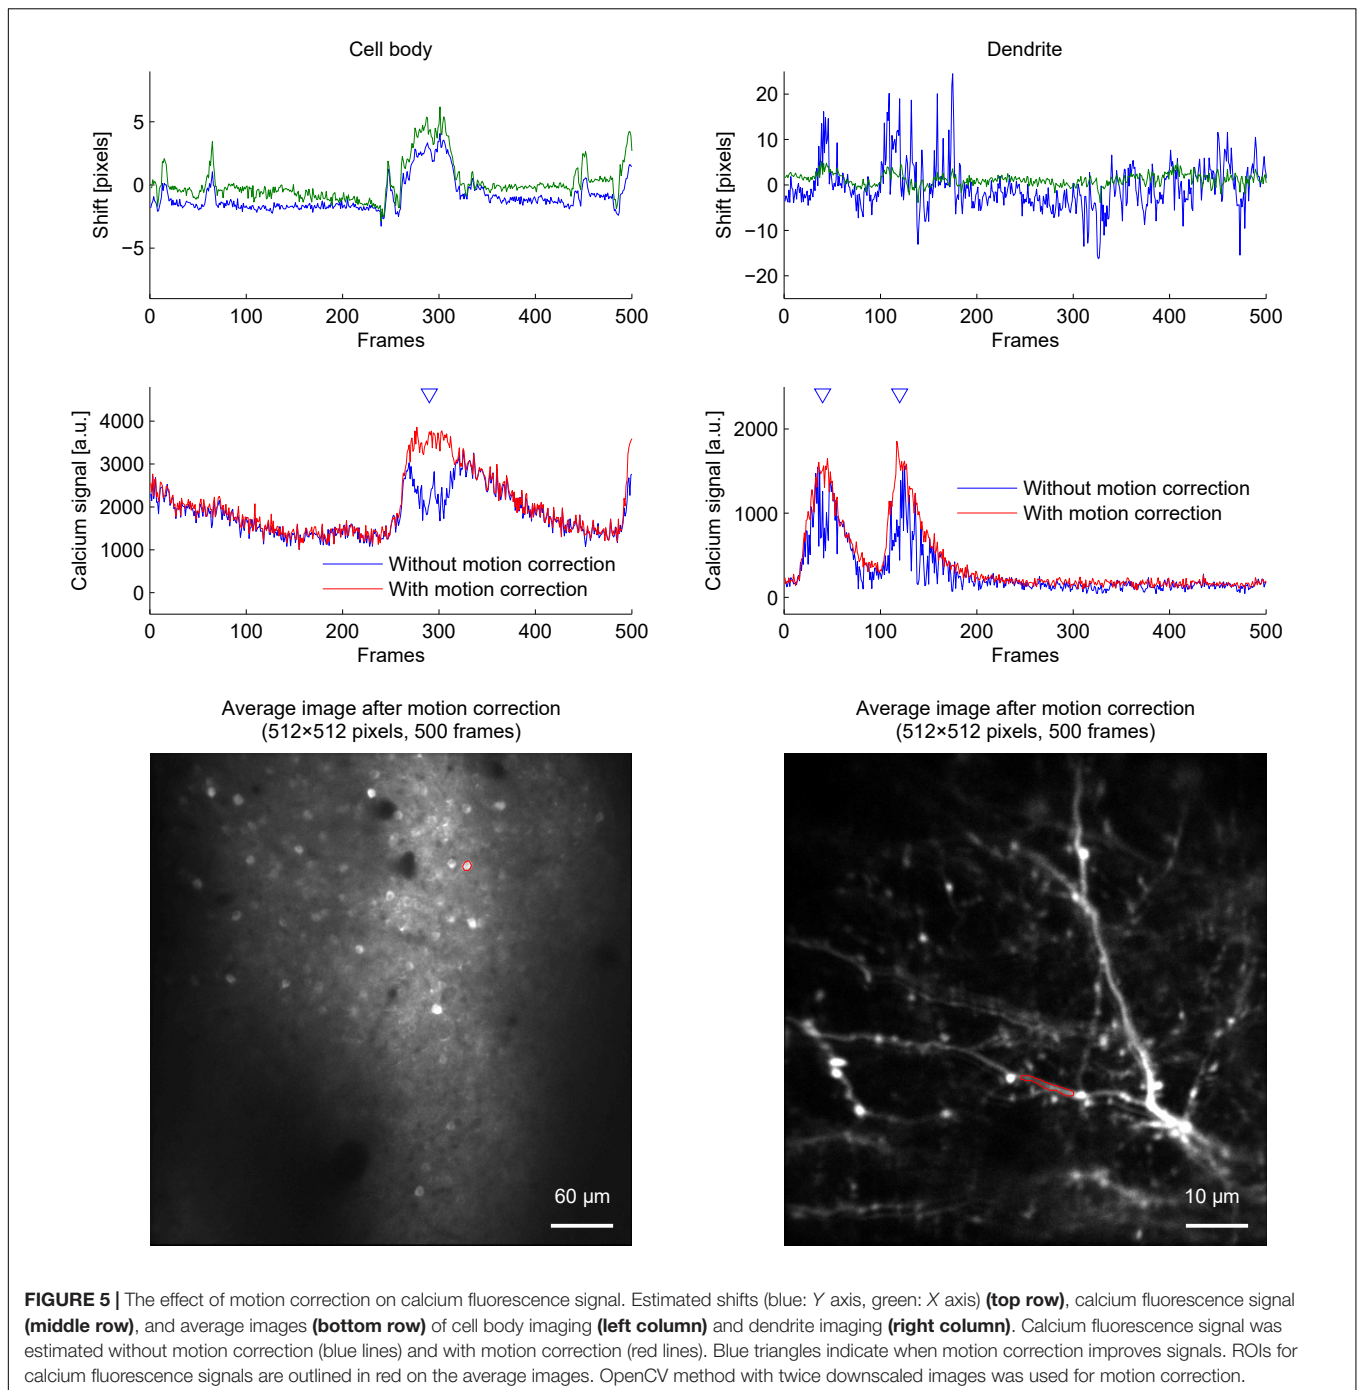 Cell body
Shift [pixels]
5
0
−5
0 100 200 300 400 500
Frames
Dendrite
Shift [pixels]
20
10
0
−10
−20
0 100 200 300 400 500
Frames
Calcium signal [a.u.]
4000
3000
2000
1000
0
Without motion correction
With motion correction
0 100 200 300 400 500
Frames
Calcium signal [a.u.]
2000
1000
0
Without motion correction
With motion correction
0 100 200 300 400 500
Frames
Average image after motion correction
(512×512 pixels, 500 frames)
60 μm
Average image after motion correction
(512×512 pixels, 500 frames)
10 μm
FIGURE 5 | The effect of motion correction on calcium fluorescence signal. Estimated shifts (blue: Y axis, green: X axis) (top row), calcium fluorescence signal
(middle row), and average images (bottom row) of cell body imaging (left column) and dendrite imaging (right column). Calcium fluorescence signal was
estimated without motion correction (blue lines) and with motion correction (red lines). Blue triangles indicate when motion correction improves signals. ROIs for
calcium fluorescence signals are outlined in red on the average images. OpenCV method with twice downscaled images was used for motion correction.